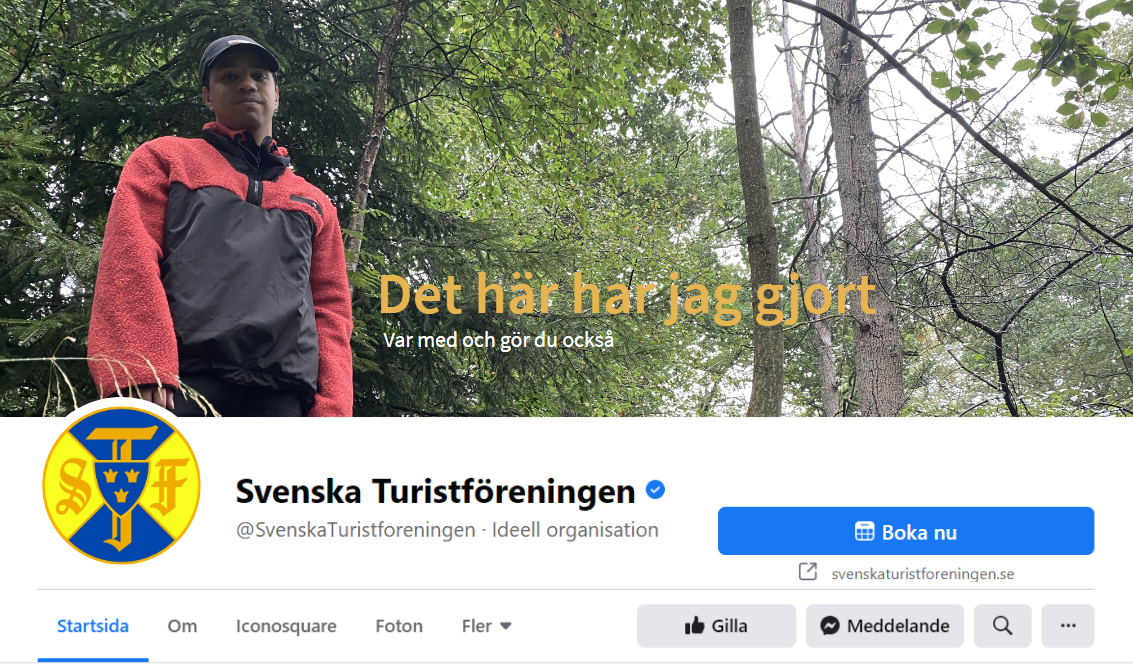 Det här har jag gjort
Var med och gör du också
STF
Svenska Turistföreningen
@SvenskaTuristforeningen · Ideell organisation
Boka nu
svenskaturistforeningen.se
Startsida Om Iconosquare Foton Fler Gilla Meddelande